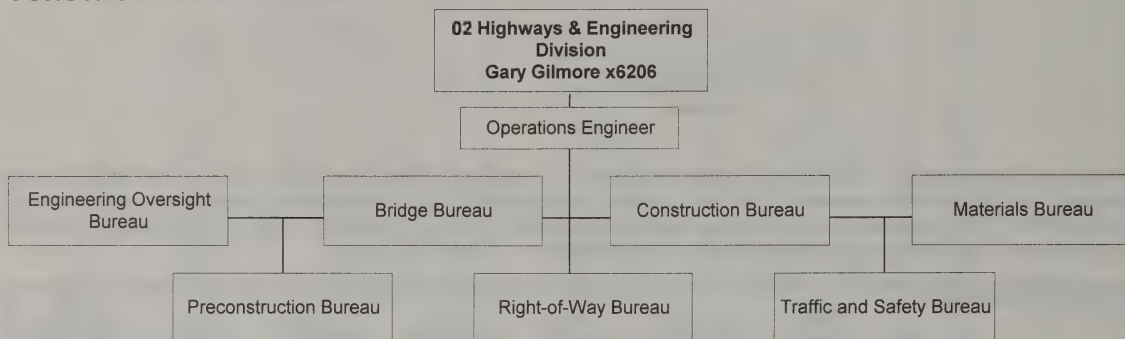 02 Highways & Engineering
Division
Gary Gilmore x6206
Operations Engineer
Engineering Oversight
Bureau
Bridge Bureau
Construction Bureau
Materials Bureau
Preconstruction Bureau
Right-of-Way Bureau
Traffic and Safety Bureau